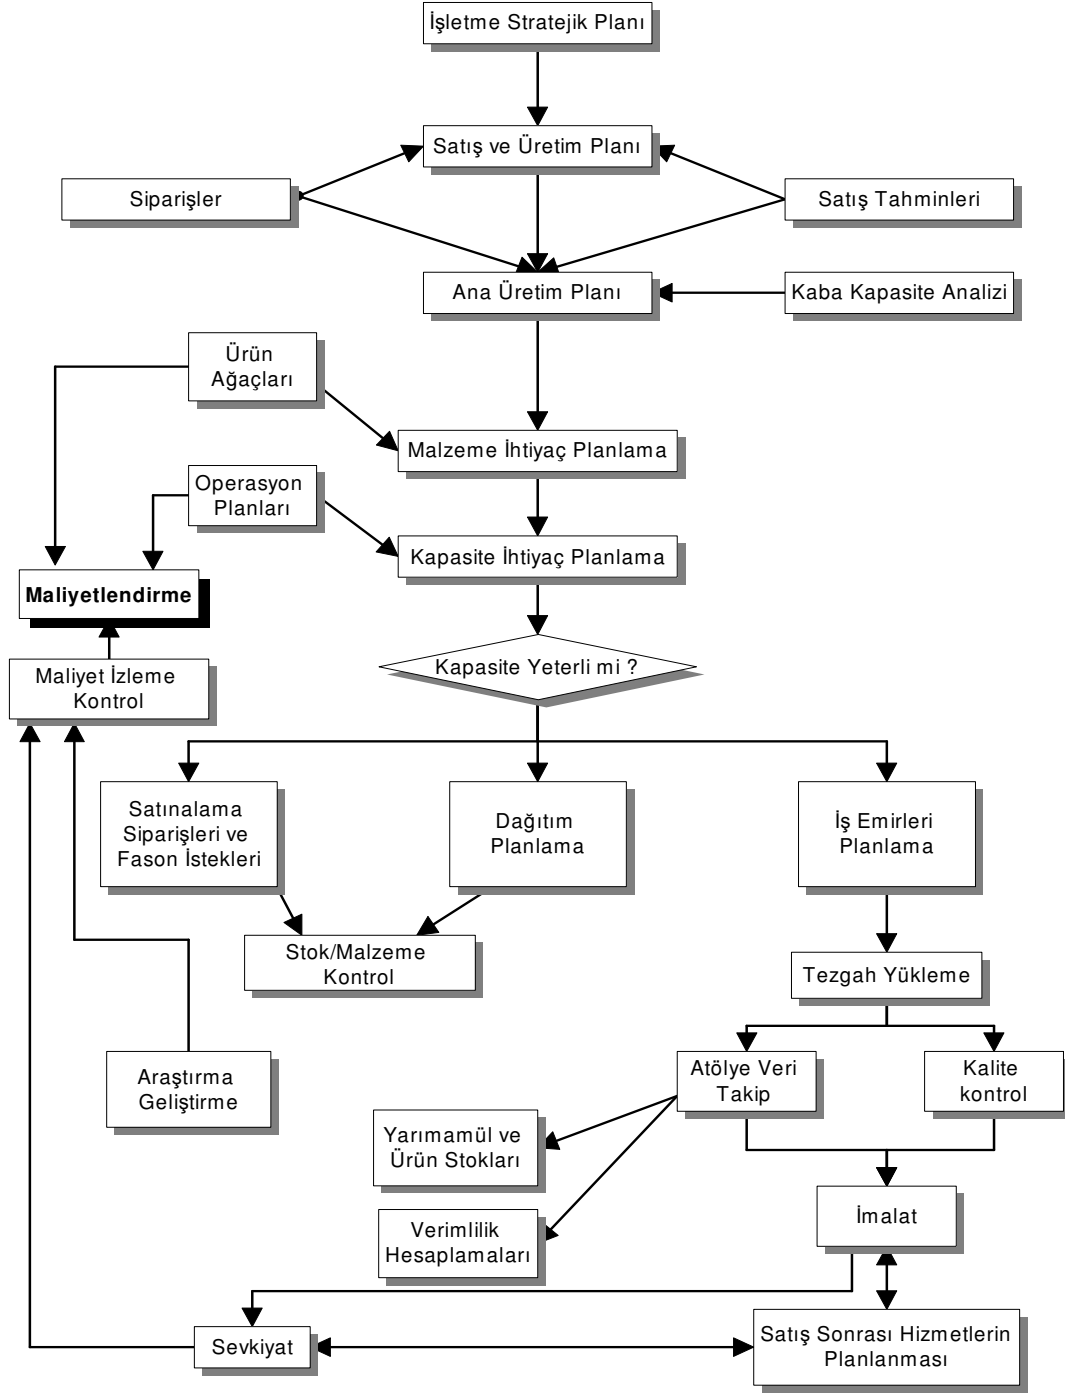 İşletme Stratejik Planı
Satış ve Üretim Planı
Siparişler
Satış Tahminleri
Ana Üretim Planı
Kaba Kapasite Analizi
Ürün
Ağaçları
Malzeme İhtiyaç Planlama
Operasyon
Planları
Kapasite İhtiyaç Planlama
Maliyetlendirme
Maliyet İzleme
Kontrol
Kapasite Yeterli mi ?
Satınalama
Siparişleri ve
Fason İstekleri
Dağıtım
Planlama
İş Emirleri
Planlama
Stok/Malzeme
Kontrol
Tezgah Yükleme
Araştırma
Geliştirme
Atölye Veri
Takip
Kalite
kontrol
Yarımamül ve
Ürün Stokları
İmalat
Verimlilik
Hesaplamaları
Sevkiyat
Satış Sonrası Hizmetlerin
Planlanması